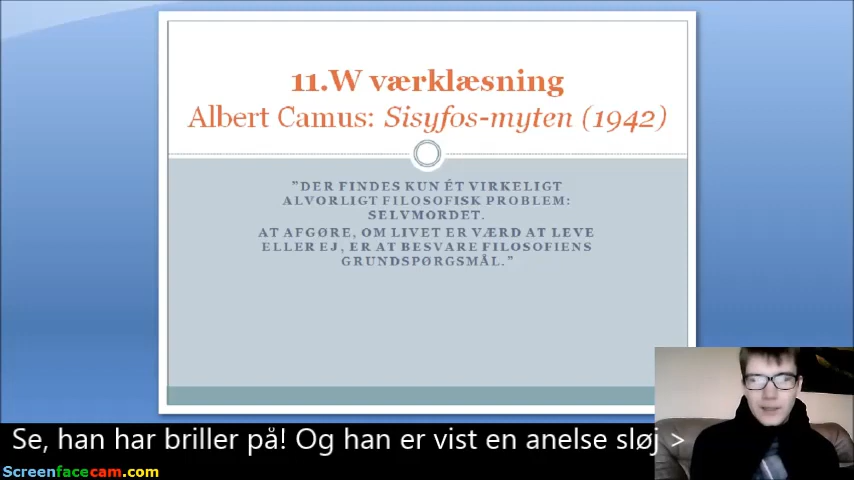 11.W værklæsning
Albert Camus: Sisyfos-myten (1942)
”DER FINDES KUN ÉT VIRKELIGT
ALVORLIGT FILOSOFISK PROBLEM:
SELVMORDET.
AT AFGØRE, OM LIVET ER VÆRD AT LEVE
ELLER EJ, ER AT BESVARE FILOSOFIENS
GRUNDSPØRGSMÅL.”
Se, han har briller på! Og han er vist en anelse sløj >
Screenfacecam.com